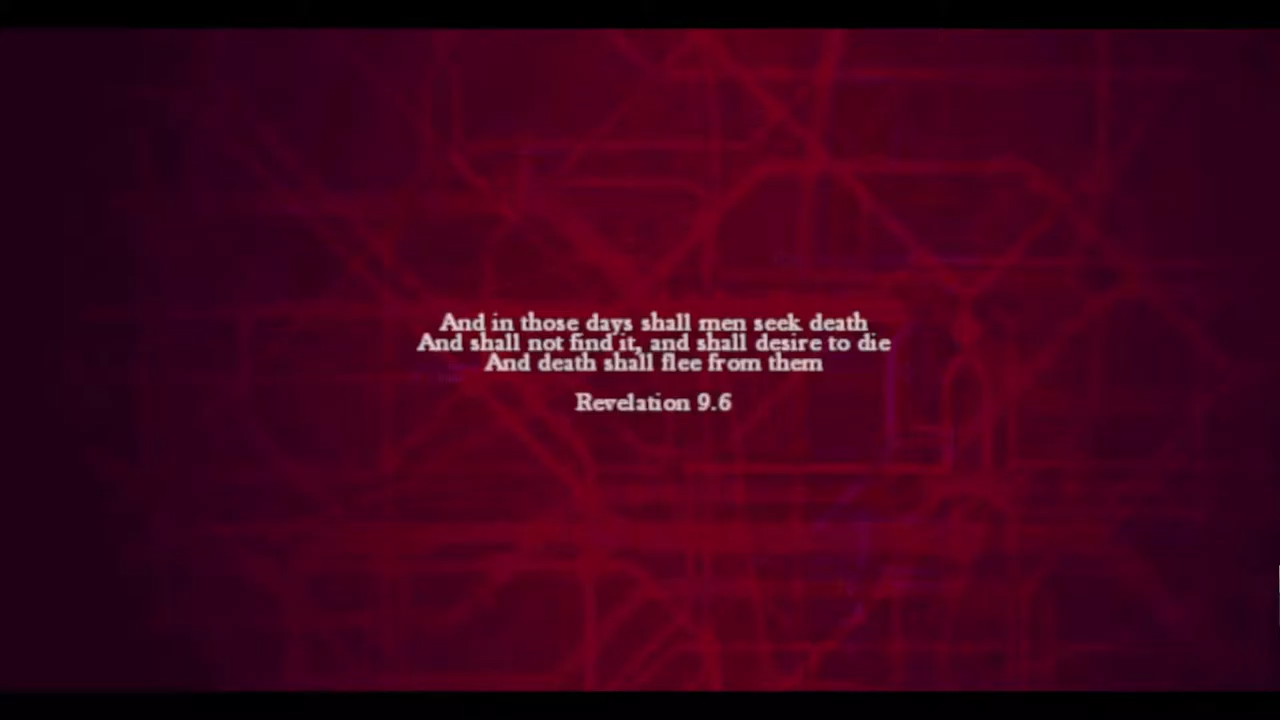 And in those days shall men seek death
And shall not find it, and shall desire to die
And death shall flee from them
Revelation 9.6